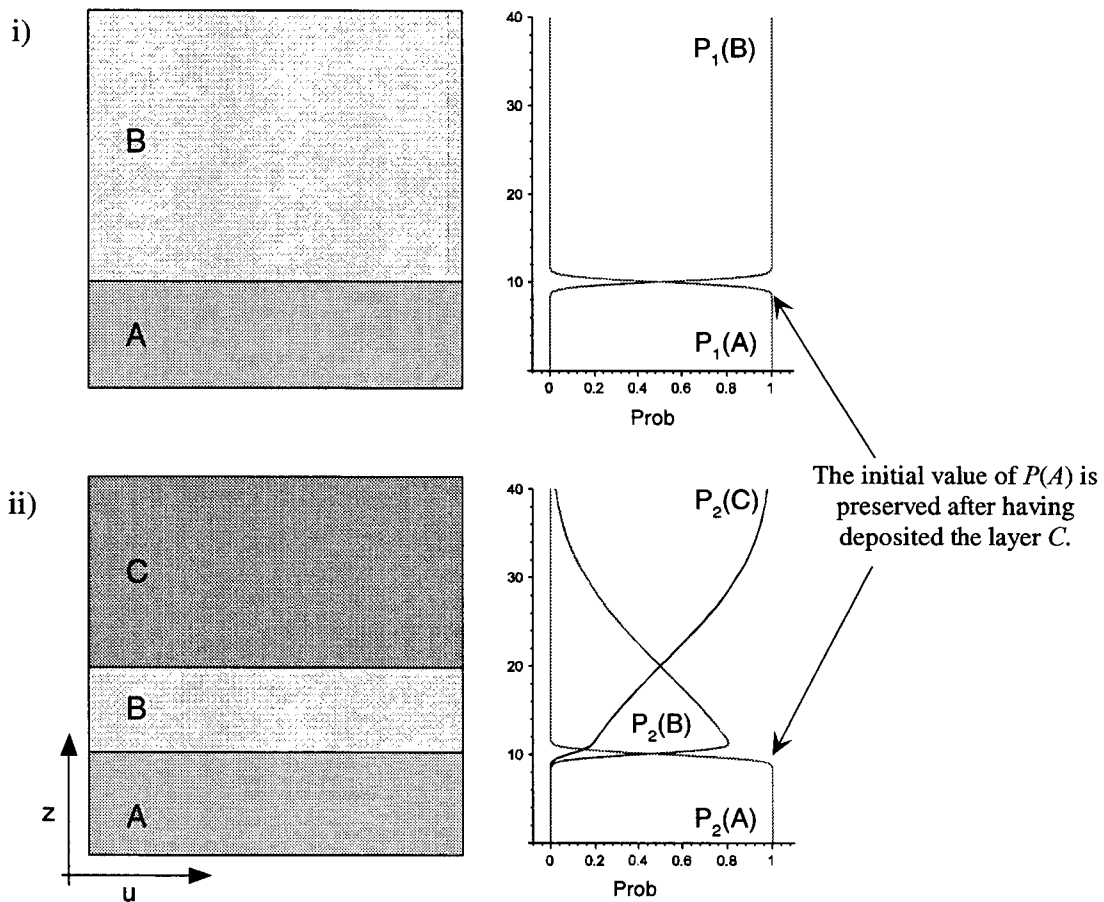 i)
B
A
40
30
20
10
P₁(B)
P₁(A)
0 0.2 0.4 0.6 0.8 1
Prob
The initial value of P(A) is
preserved after having
deposited the layer C.
ii)
C
B
A
z
u
40
30
20
10
P₂(C)
P₂(B)
P₂(A)
0 0.2 0.4 0.6 0.8 1
Prob